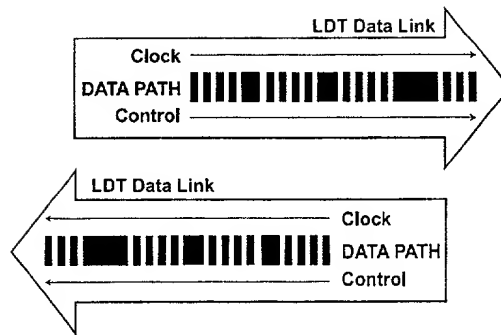 LDT Data Link
Clock
DATA PATH
Control
LDT Data Link
Clock
DATA PATH
Control